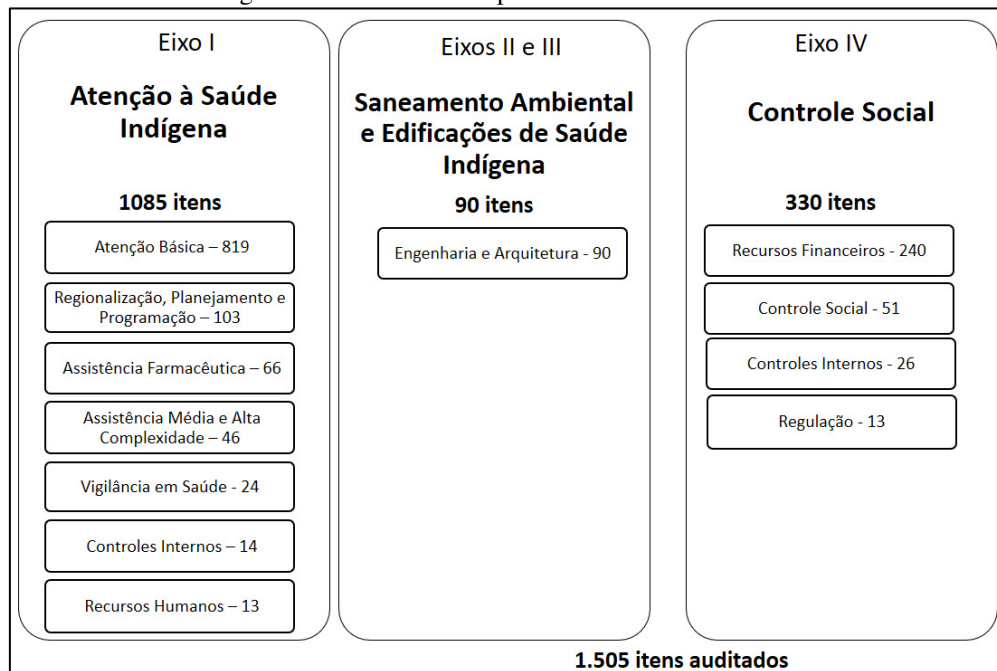 Eixo I
Atenção à Saúde
Indígena
1085 itens
Atenção Básica – 819
Regionalização, Planejamento e
Programação – 103
Assistência Farmacêutica – 66
Assistência Média e Alta
Complexidade – 46
Vigilância em Saúde - 24
Controles Internos – 14
Recursos Humanos – 13
Eixos II e III
Saneamento Ambiental
e Edificações de Saúde
Indígena
90 itens
Engenharia e Arquitetura - 90
Eixo IV
Controle Social
330 itens
Recursos Financeiros - 240
Controle Social - 51
Controles Internos - 26
Regulação - 13
1.505 itens auditados